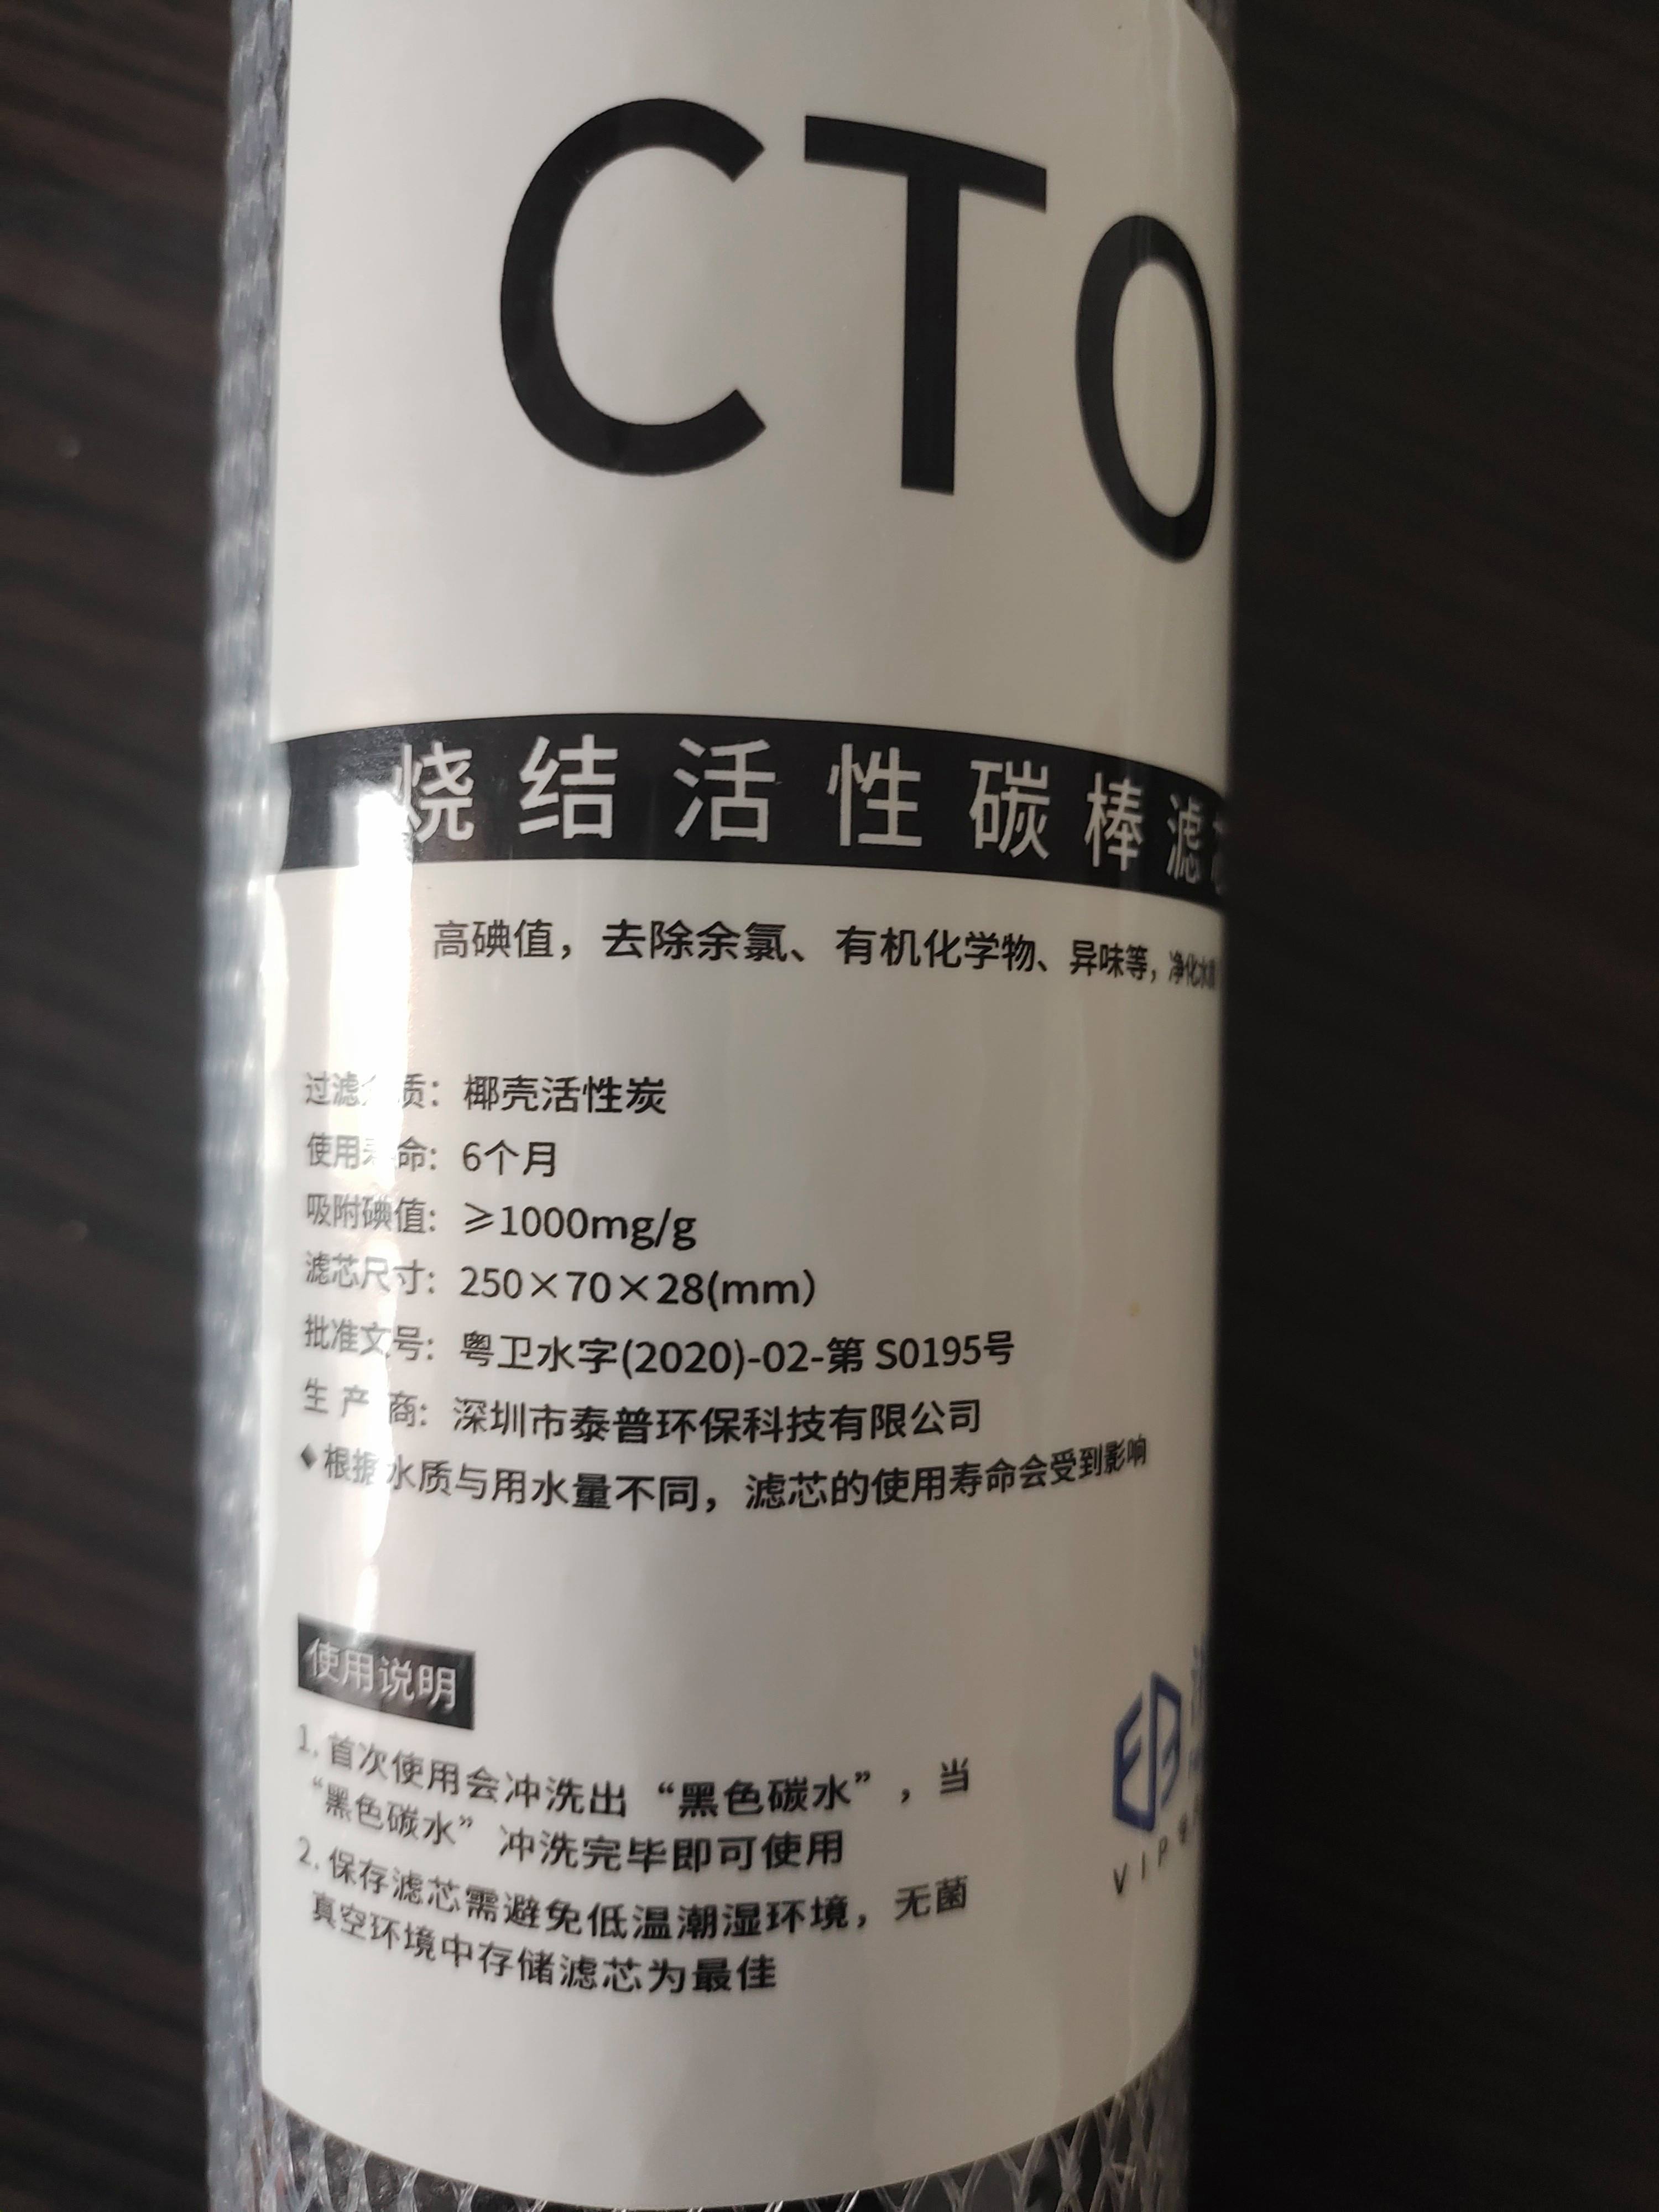 CTO
烧结活性碳棒滤
高碘值，去除余氯、有机化学物、异味等，净化水质
过滤介质：椰壳活性炭
使用寿命：6个月
吸附碘值：≥1000mg/g
滤芯尺寸：250×70×28(mm）
批准文号：粤卫水字(2020)-02-第 S0195号
生 产 商：深圳市泰普环保科技有限公司
♦根据水质与用水量不同，滤芯的使用寿命会受到影响
使用说明
1. 首次使用会冲洗出 “黑色碳水”，当
“黑色碳水” 冲洗完毕即可使用
2. 保存滤芯需避免低温潮湿环境，无菌
真空环境中存储滤芯为最佳
VIP